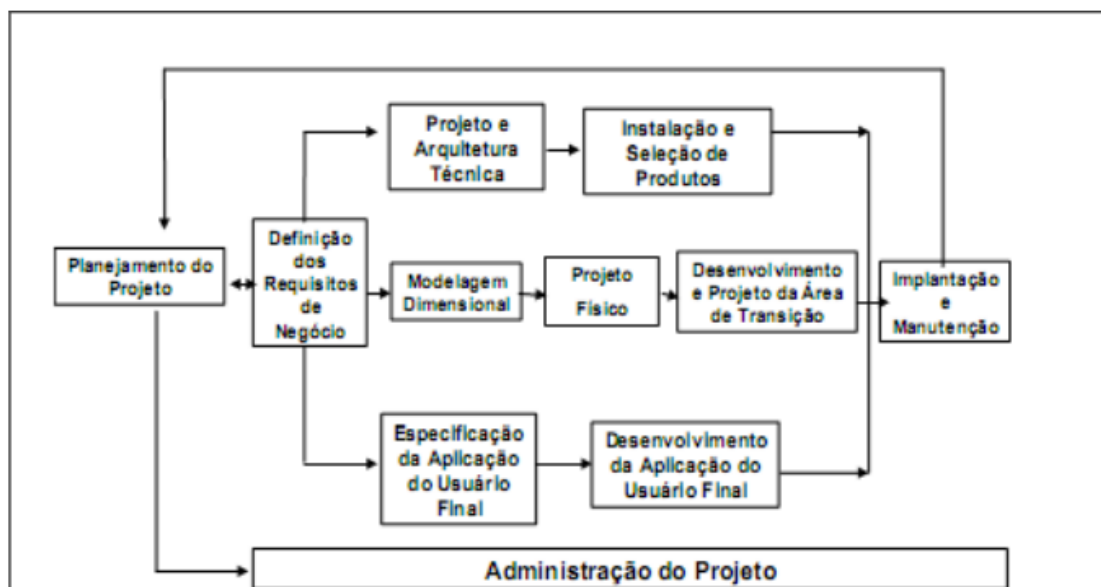 Projeto e
Arquitetura
Técnica
Instalação e
Seleção de
Produtos
Planejamento do
Projeto
Definição
dos
Requisitos
de
Negócio
Modelagem
Dimensional
Projeto
Físico
Desenvolvimento
e Projeto da Área
de Transição
Implantação
e
Manutenção
Especificação
da Aplicação
do Usuário
Final
Desenvolvimento
da Aplicação do
Usuário Final
Administração do Projeto